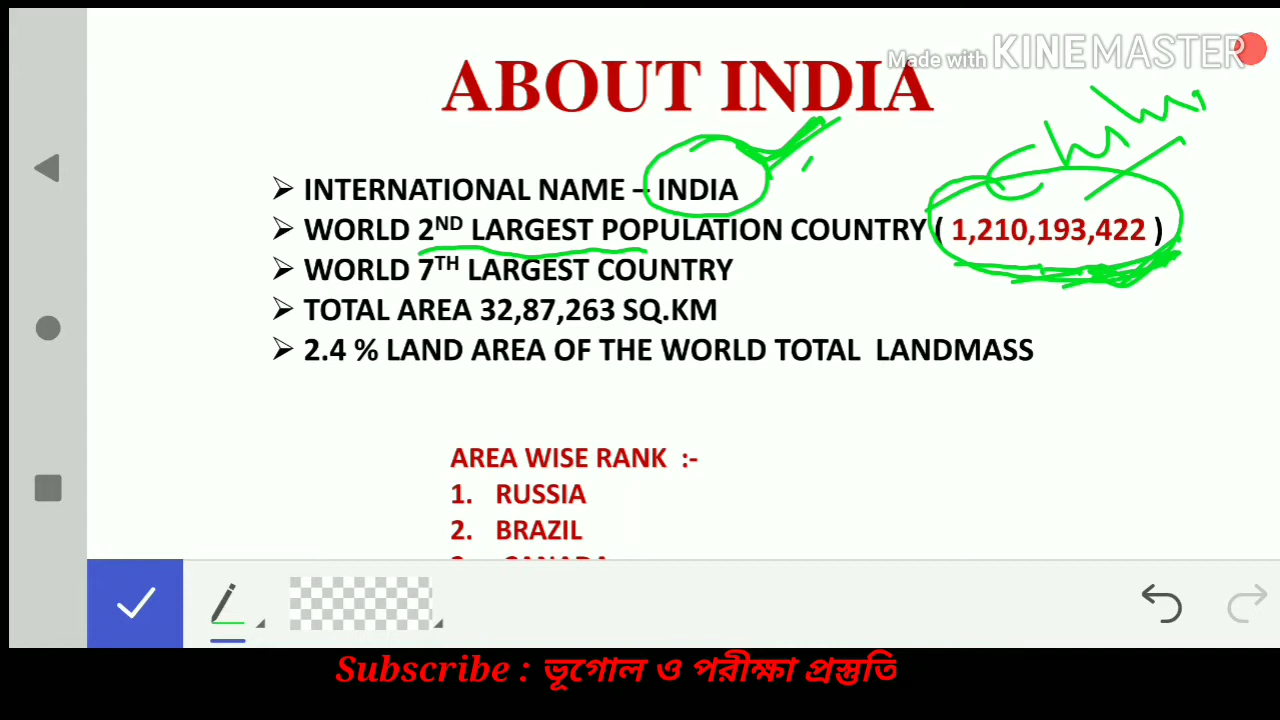 Made with KINEMASTER
ABOUT INDIA
➢ INTERNATIONAL NAME – INDIA
➢ WORLD 2ND LARGEST POPULATION COUNTRY ( 1,210,193,422 )
➢ WORLD 7TH LARGEST COUNTRY
➢ TOTAL AREA 32,87,263 SQ.KM
➢ 2.4 % LAND AREA OF THE WORLD TOTAL LANDMASS
AREA WISE RANK :-
1. RUSSIA
2. BRAZIL
Subscribe : ভূগোল ও পরীক্ষা প্রস্তুতি